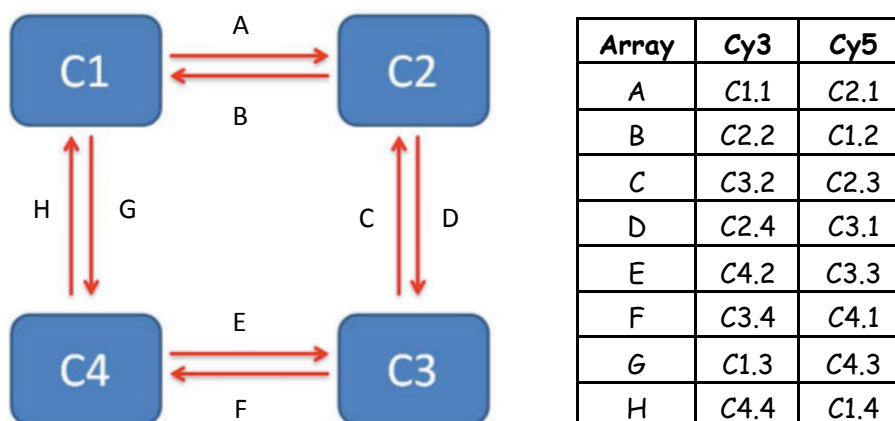 A
C1
C2
B
H
G
C
D
E
C4
C3
F
Array Cy3 Cy5
A C1.1 C2.1
B C2.2 C1.2
C C3.2 C2.3
D C2.4 C3.1
E C4.2 C3.3
F C3.4 C4.1
G C1.3 C4.3
H C4.4 C1.4